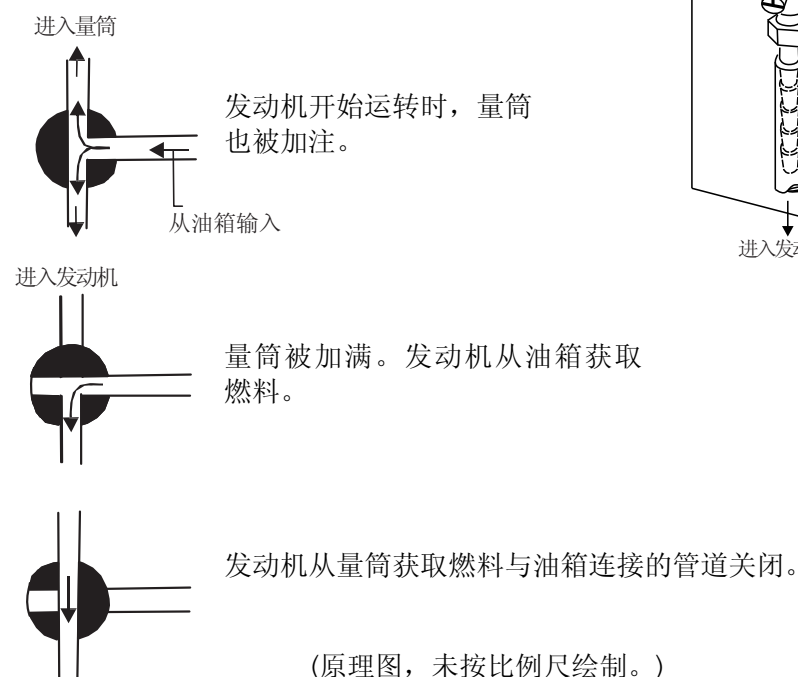 进入量筒
发动机开始运转时，量筒
也被加注。
从油箱输入
进入发动机
量筒被加满。发动机从油箱获取
燃料。
发动机从量筒获取燃料与油箱连接的管道关闭。
(原理图，未按比例尺绘制。)
进入发